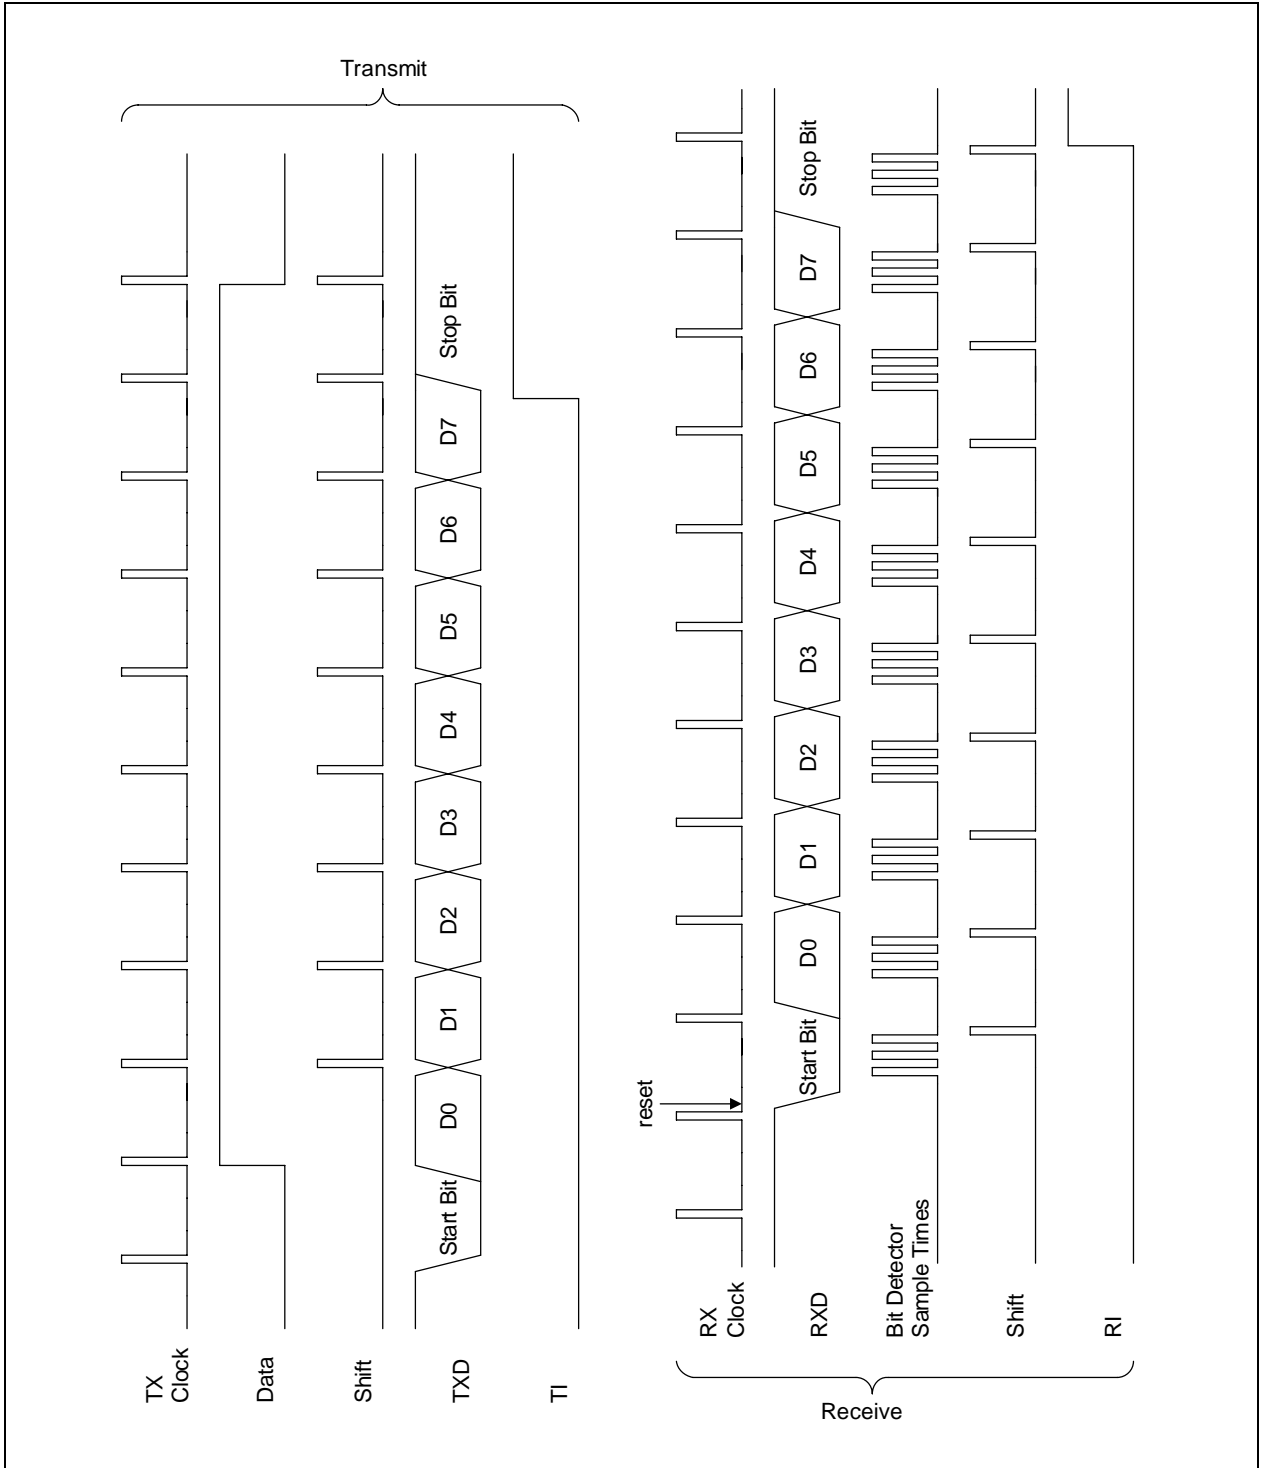 Transmit
TX
Clock
Data
Shift
TXD
Start Bit
D0
D1
D2
D3
D4
D5
D6
D7
Stop Bit
TI
reset
RX
Clock
RXD
Start Bit
D0
D1
D2
D3
D4
D5
D6
D7
Stop Bit
Bit Detector
Sample Times
Shift
RI
Receive